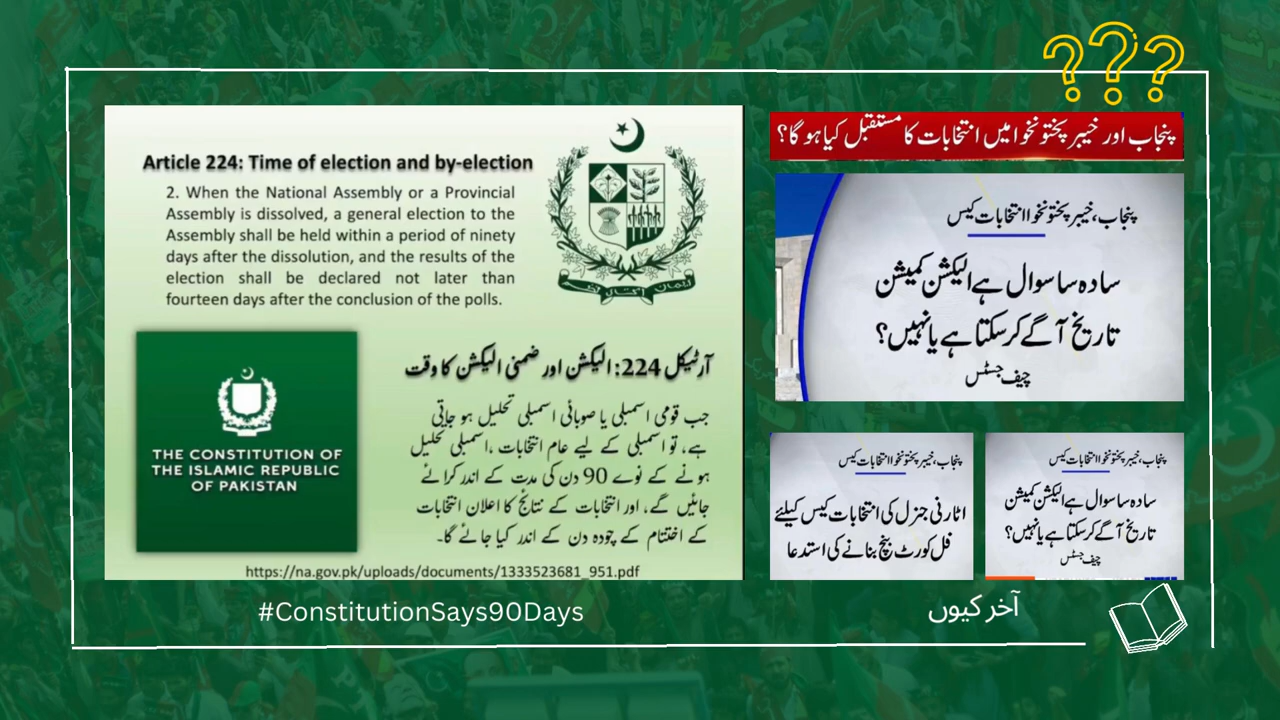 ???
Article 224: Time of election and by-election
2. When the National Assembly or a Provincial
Assembly is dissolved, a general election to the
Assembly shall be held within a period of ninety
days after the dissolution, and the results of the
election shall be declared not later than
fourteen days after the conclusion of the polls.
THE CONSTITUTION OF
THE ISLAMIC REPUBLIC
OF PAKISTAN
آرٹیکل 224: الیکشن اور ضمنی الیکشن کا وقت
جب قومی اسمبلی یا صوبائی اسمبلی تحلیل ہو جاتی
ہے، تو اسمبلی کے لیے عام انتخابات ،اسمبلی تحلیل
ہونے کے نوے 90 دن کی مدت کے اندر کرائے
جائیں گے، اور انتخابات کے نتائج کا اعلان انتخابات
کے اختتام کے چودہ دن کے اندر کیا جائے گا۔
https://na.gov.pk/uploads/documents/1333523681_951.pdf
پنجاب اور خیبر پختونخوا میں انتخابات کا مستقبل کیا ہو گا؟
پنجاب،خیبر پختونخوا انتخابات کیس
سادہ سا سوال ہے الیکشن کمیشن
تاریخ آگے کر سکتا ہے یا نہیں؟
چیف جسٹس
پنجاب،خیبر پختونخوا انتخابات کیس
سادہ سا سوال ہے الیکشن کمیشن
تاریخ آگے کر سکتا ہے یا نہیں؟
چیف جسٹس
پنجاب،خیبر پختونخوا انتخابات کیس
اٹارنی جنرل کی انتخابات کیس کیلئے
فل کورٹ بنچ بنانے کی استدعا
#ConstitutionSays90Days
آخر کیوں